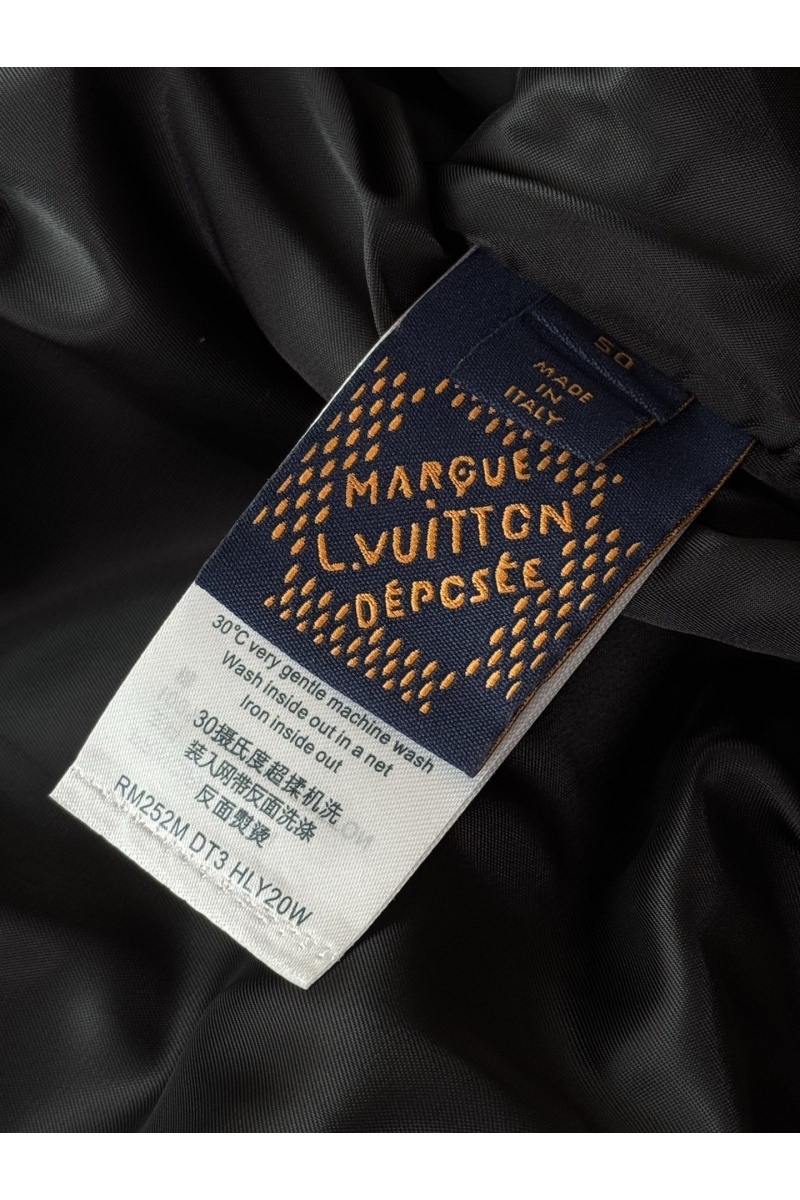 50
MADE
IN
ITALY
MARQUE
L.VUITTON
DÉPOSÉE
30°C very gentle machine wash
Wash inside out in a net
Iron inside out
30摄氏度超揉机洗
装入网带反面洗涤
反面熨烫
RM252M DT3 HLY20W